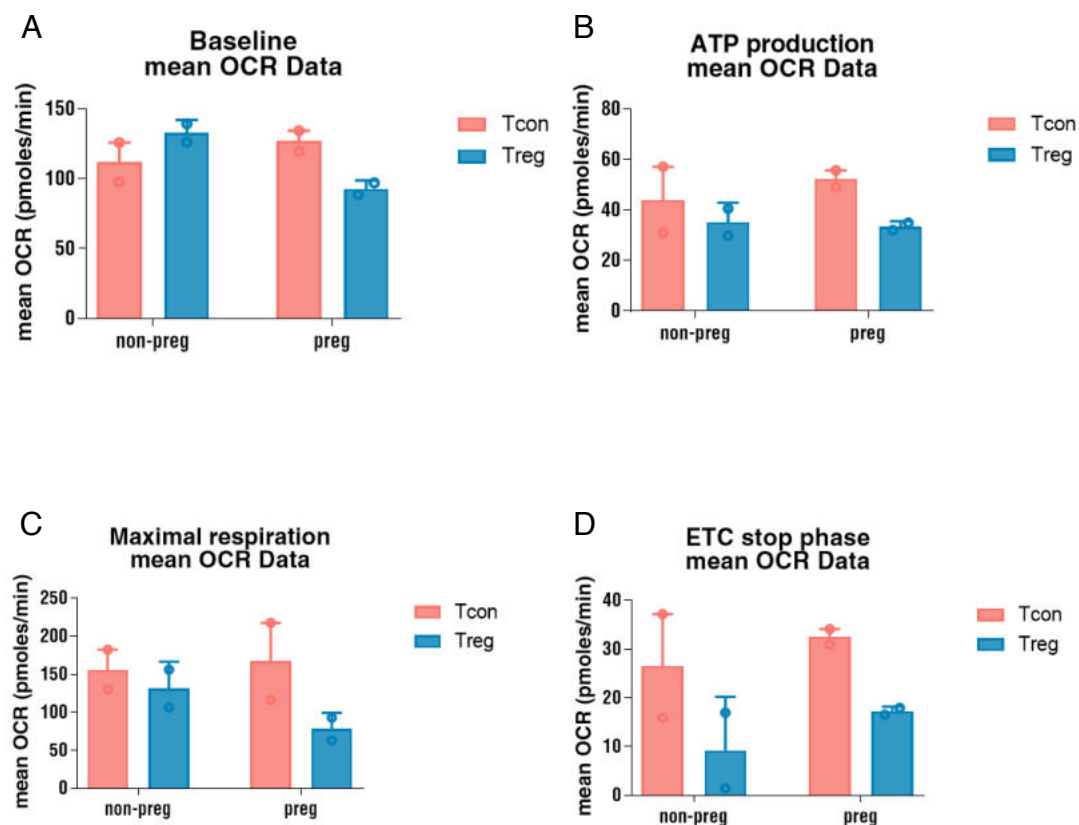 A
Baseline
mean OCR Data
mean OCR (pmoles/min)
150
100
50
0
non-preg
preg
Tcon
Treg
B
ATP production
mean OCR Data
mean OCR (pmoles/min)
80
60
40
20
0
non-preg
preg
Tcon
Treg
C
Maximal respiration
mean OCR Data
mean OCR (pmoles/min)
250
200
150
100
50
0
non-preg
preg
Tcon
Treg
D
ETC stop phase
mean OCR Data
mean OCR (pmoles/min)
40
30
20
10
0
non-preg
preg
Tcon
Treg